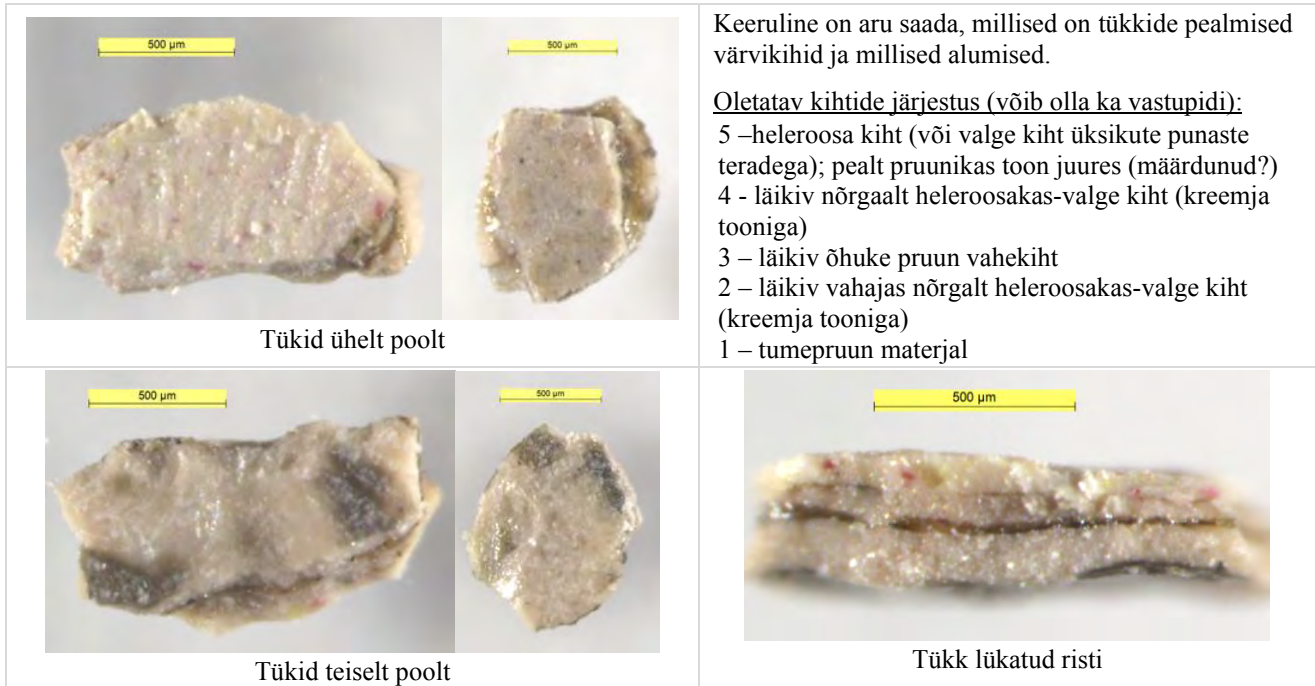 500 µm
500 µm
Tükid ühelt poolt
Keeruline on aru saada, millised on tükkide pealmised
värvikihid ja millised alumised.
Oletatav kihtide järjestus (võib olla ka vastupidi):
5 –heleroosa kiht (või valge kiht üksikute punaste
teradega); pealt pruunikas toon juures (määrdunud?)
4 - läikiv nõrgaalt heleroosakas-valge kiht (kreemja
tooniga)
3 – läikiv õhuke pruun vahekiht
2 – läikiv vahajas nõrgalt heleroosakas-valge kiht
(kreemja tooniga)
1 – tumepruun materjal
500 µm
500 µm
Tükid teiselt poolt
500 µm
Tükk lükatud risti